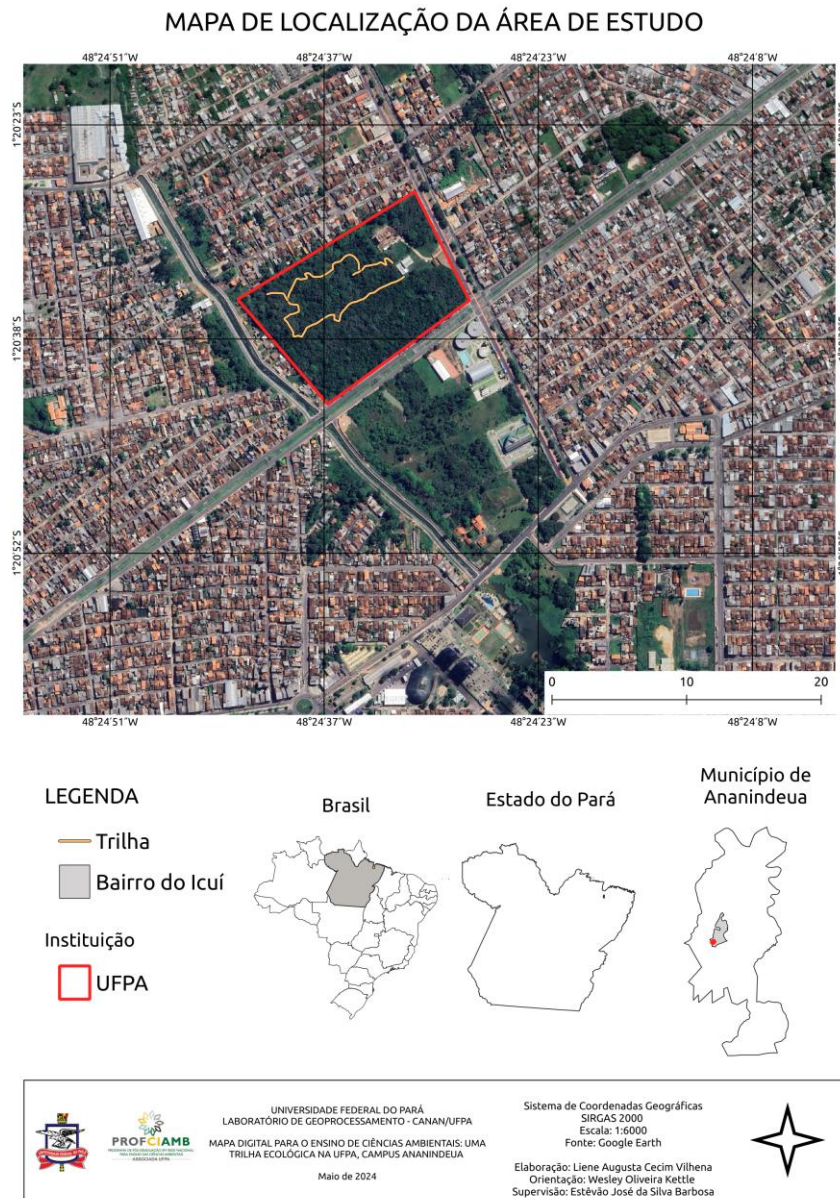 MAPA DE LOCALIZAÇÃO DA ÁREA DE ESTUDO
48°24′51″W
48°24′37″W
48°24′23″W
48°24′8″W
1°20′23″S
1°20′38″S
1°20′52″S
0 10 20
48°24′51″W
48°24′37″W
48°24′23″W
48°24′8″W
LEGENDA
Trilha
Bairro do Icuí
Instituição
UFPA
Brasil
Estado do Pará
Município de
Ananindeua
PROFCIAMB
ASSOCIADA UFPA
UNIVERSIDADE FEDERAL DO PARÁ
LABORATÓRIO DE GEOPROCESSAMENTO - CANAN/UFPA
MAPA DIGITAL PARA O ENSINO DE CIÊNCIAS AMBIENTAIS: UMA
TRILHA ECOLÓGICA NA UFPA, CAMPUS ANANINDEUA
Maio de 2024
Sistema de Coordenadas Geográficas
SIRGAS 2000
Escala: 1:6000
Fonte: Google Earth
Elaboração: Liene Augusta Cecim Vilhena
Orientação: Wesley Oliveira Kettle
Supervisão: Estêvão José da Silva Barbosa